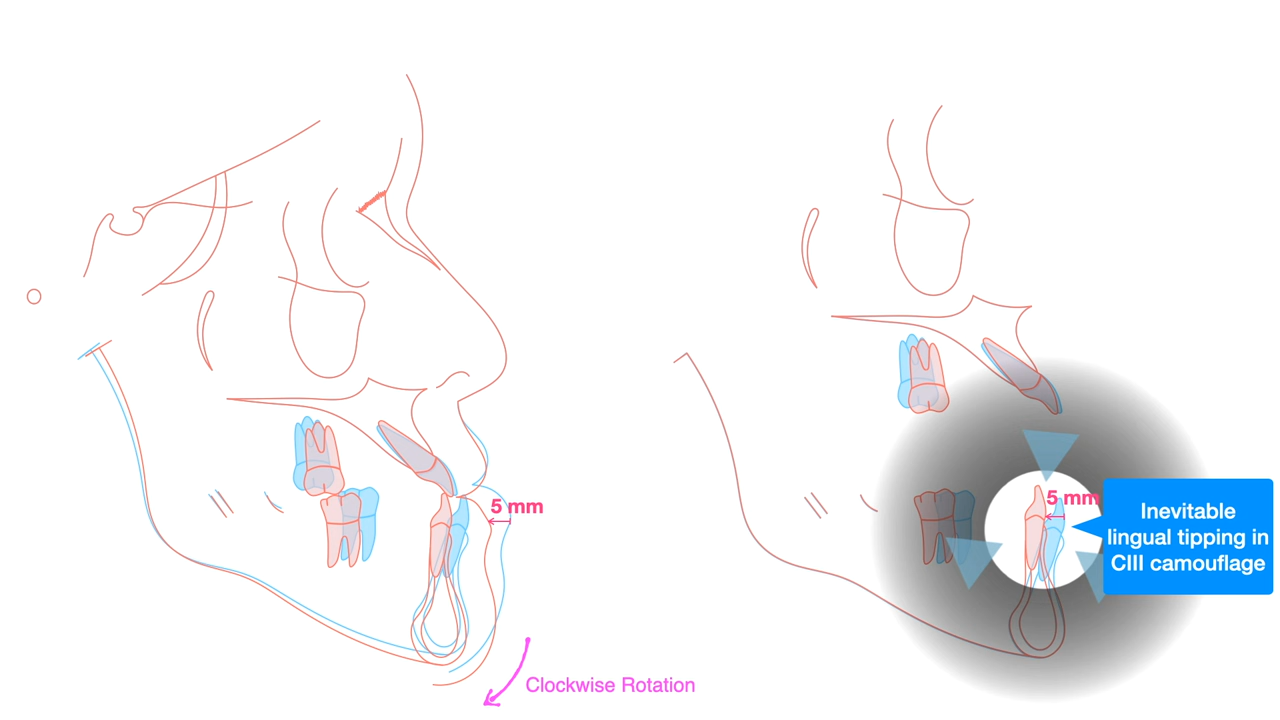 5 mm
Clockwise Rotation
5 mm
Inevitable
lingual tipping in
CIII camouflage